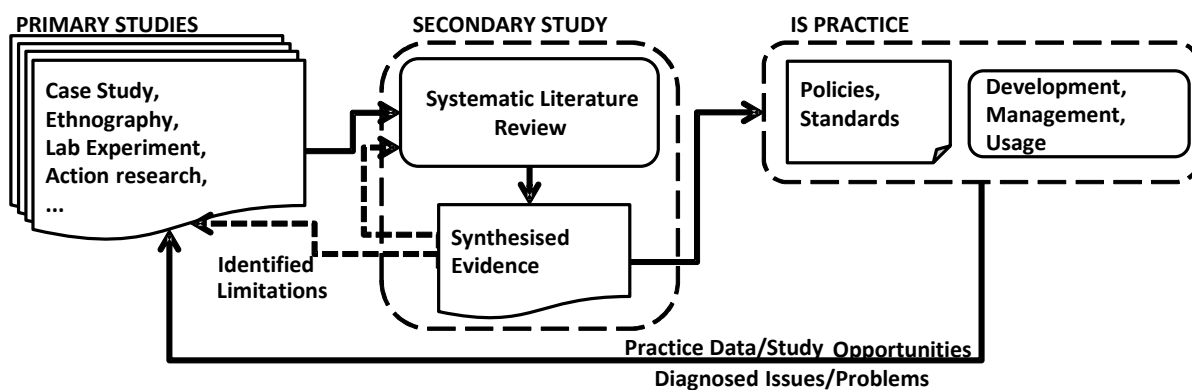 PRIMARY STUDIES
Case Study,
Ethnography,
Lab Experiment,
Action research,
...
SECONDARY STUDY
Systematic Literature
Review
Synthesised
Evidence
Identified
Limitations
IS PRACTICE
Policies,
Standards
Development,
Management,
Usage
Practice Data/Study Opportunities
Diagnosed Issues/Problems